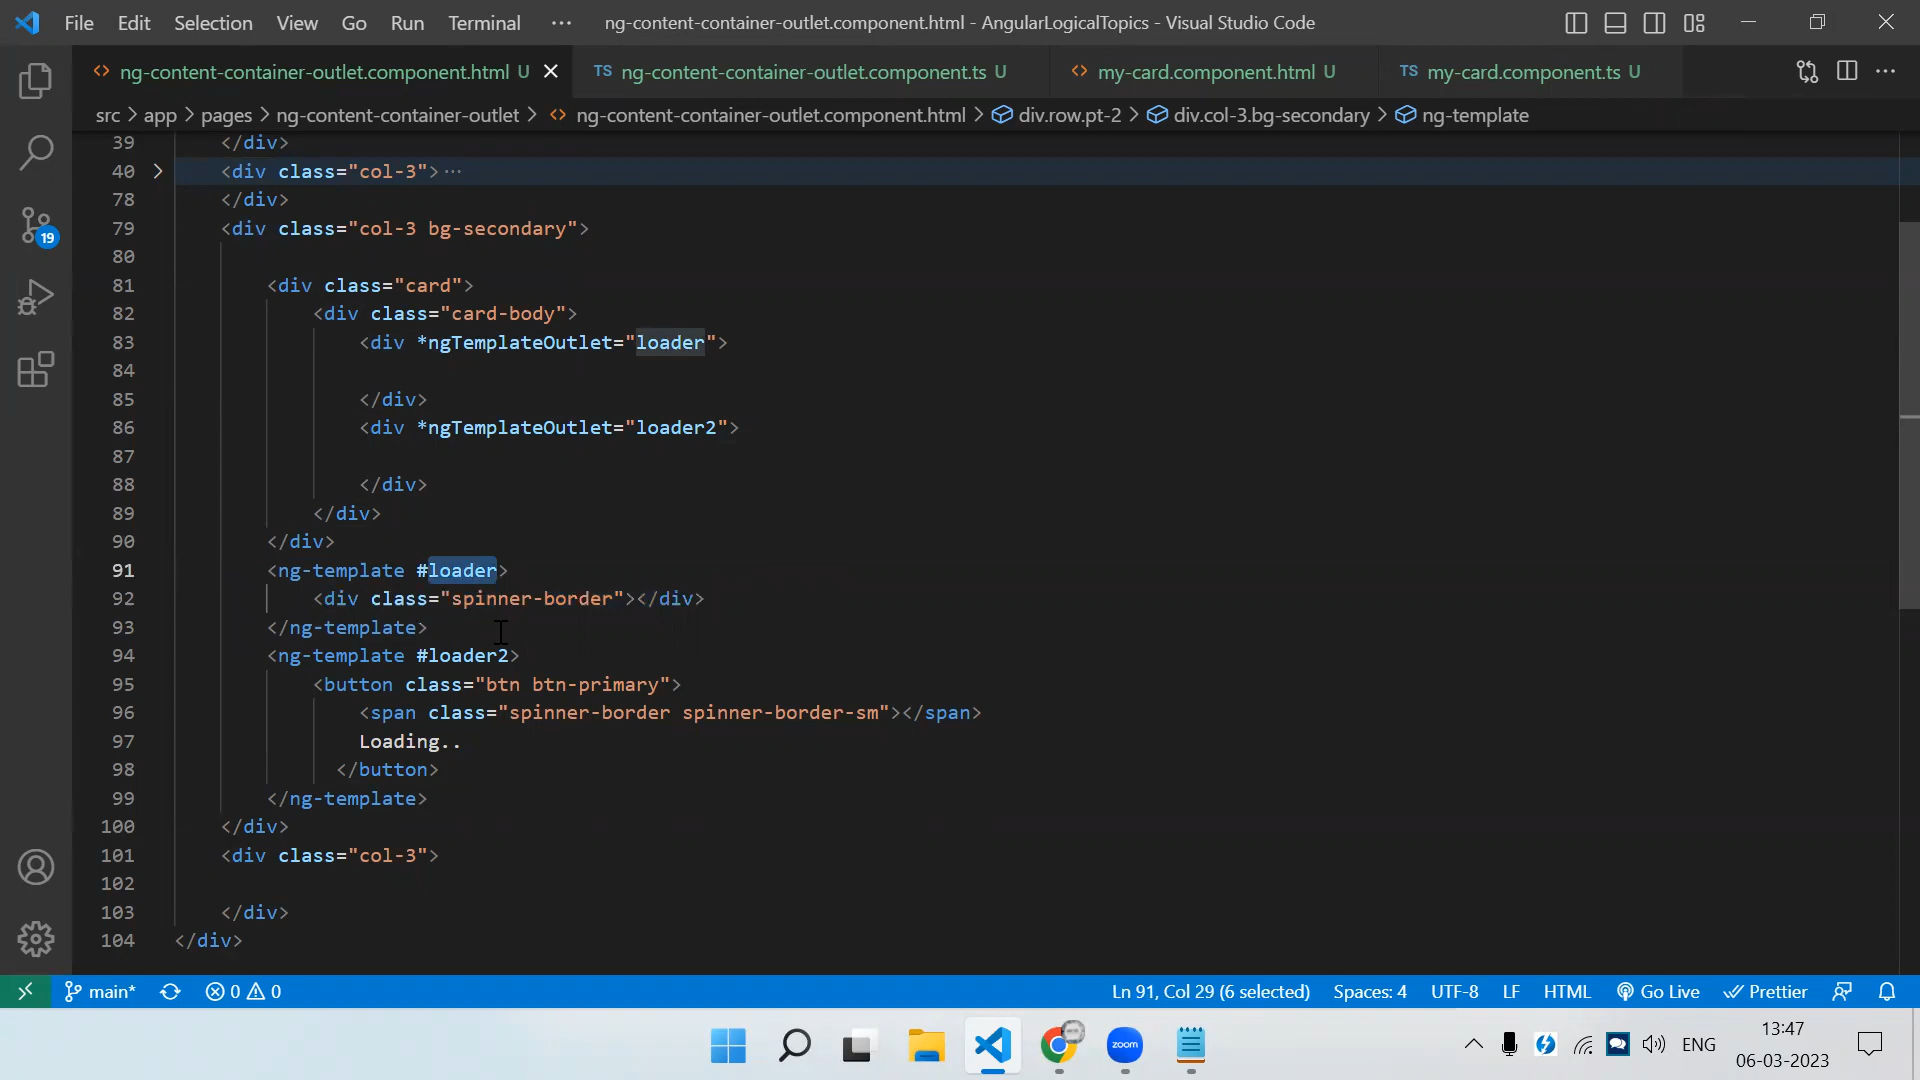 File Edit Selection View Go Run Terminal ··· ng-content-container-outlet.component.html - AngularLogicalTopics - Visual Studio Code
ng-content-container-outlet.component.html U TS ng-content-container-outlet.component.ts U my-card.component.html U TS my-card.component.ts U
src > app > pages > ng-content-container-outlet > ng-content-container-outlet.component.html > div.row.pt-2 > div.col-3.bg-secondary > ng-template
39 </div>
40 <div class="col-3">···
78 </div>
79 <div class="col-3 bg-secondary">
80
81 <div class="card">
82 <div class="card-body">
83 <div *ngTemplateOutlet="loader">
84
85 </div>
86 <div *ngTemplateOutlet="loader2">
87
88 </div>
89 </div>
90 </div>
91 <ng-template #loader>
92 <div class="spinner-border"></div>
93 </ng-template>
94 <ng-template #loader2>
95 <button class="btn btn-primary">
96 <span class="spinner-border spinner-border-sm"></span>
97 Loading..
98 </button>
99 </ng-template>
100 </div>
101 <div class="col-3">
102
103 </div>
104 </div>
19
main* 0 0 Ln 91, Col 29 (6 selected) Spaces: 4 UTF-8 LF HTML Go Live Prettier
zoom ENG 13:47
06-03-2023